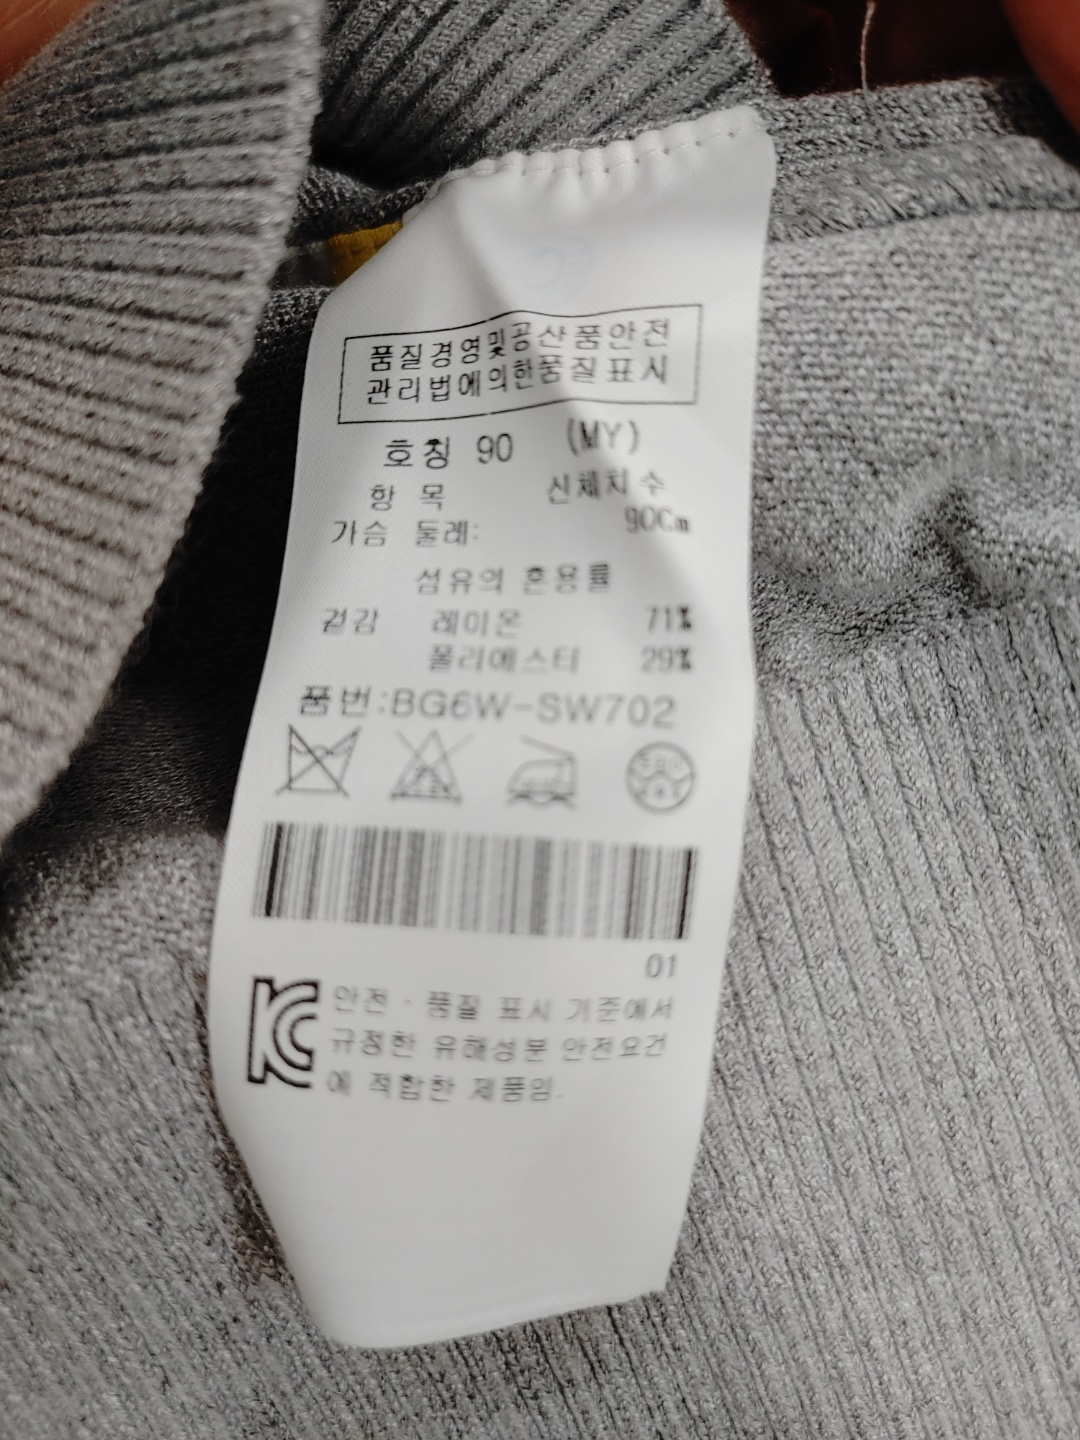 품질경영및공산품안전
관리법에의한품질표시
호칭 90 (MY)
항 목 신체치수
가슴 둘레: 90Cm
섬유의 혼용률
겉감 레이온 71%
폴리에스터 29%
품번:BG6W-SW702
01
안전·품질 표시 기준에서
규정한 유해성분 안전요건
에 적합한 제품임.